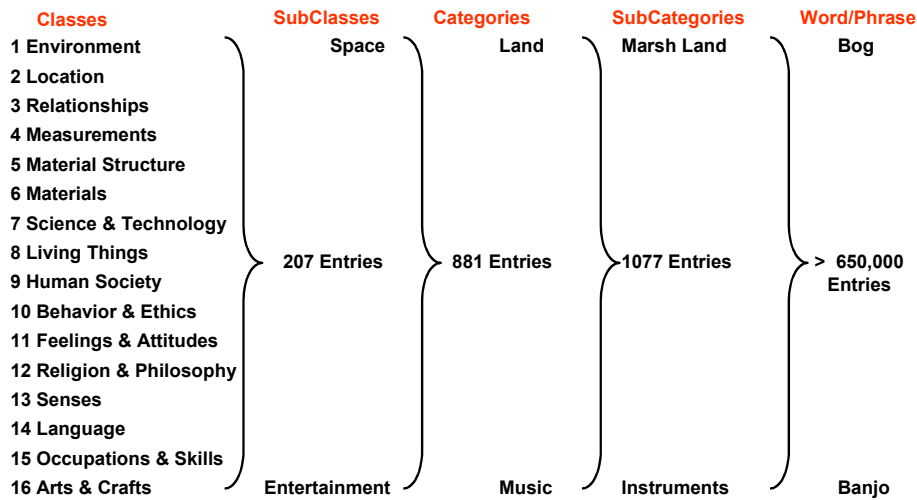 Classes SubClasses Categories SubCategories Word/Phrase
1 Environment Space Land Marsh Land Bog
2 Location
3 Relationships
4 Measurements
5 Material Structure
6 Materials
7 Science & Technology
8 Living Things 207 Entries 881 Entries 1077 Entries > 650,000
9 Human Society Entries
10 Behavior & Ethics
11 Feelings & Attitudes
12 Religion & Philosophy
13 Senses
14 Language
15 Occupations & Skills
16 Arts & Crafts Entertainment Music Instruments Banjo